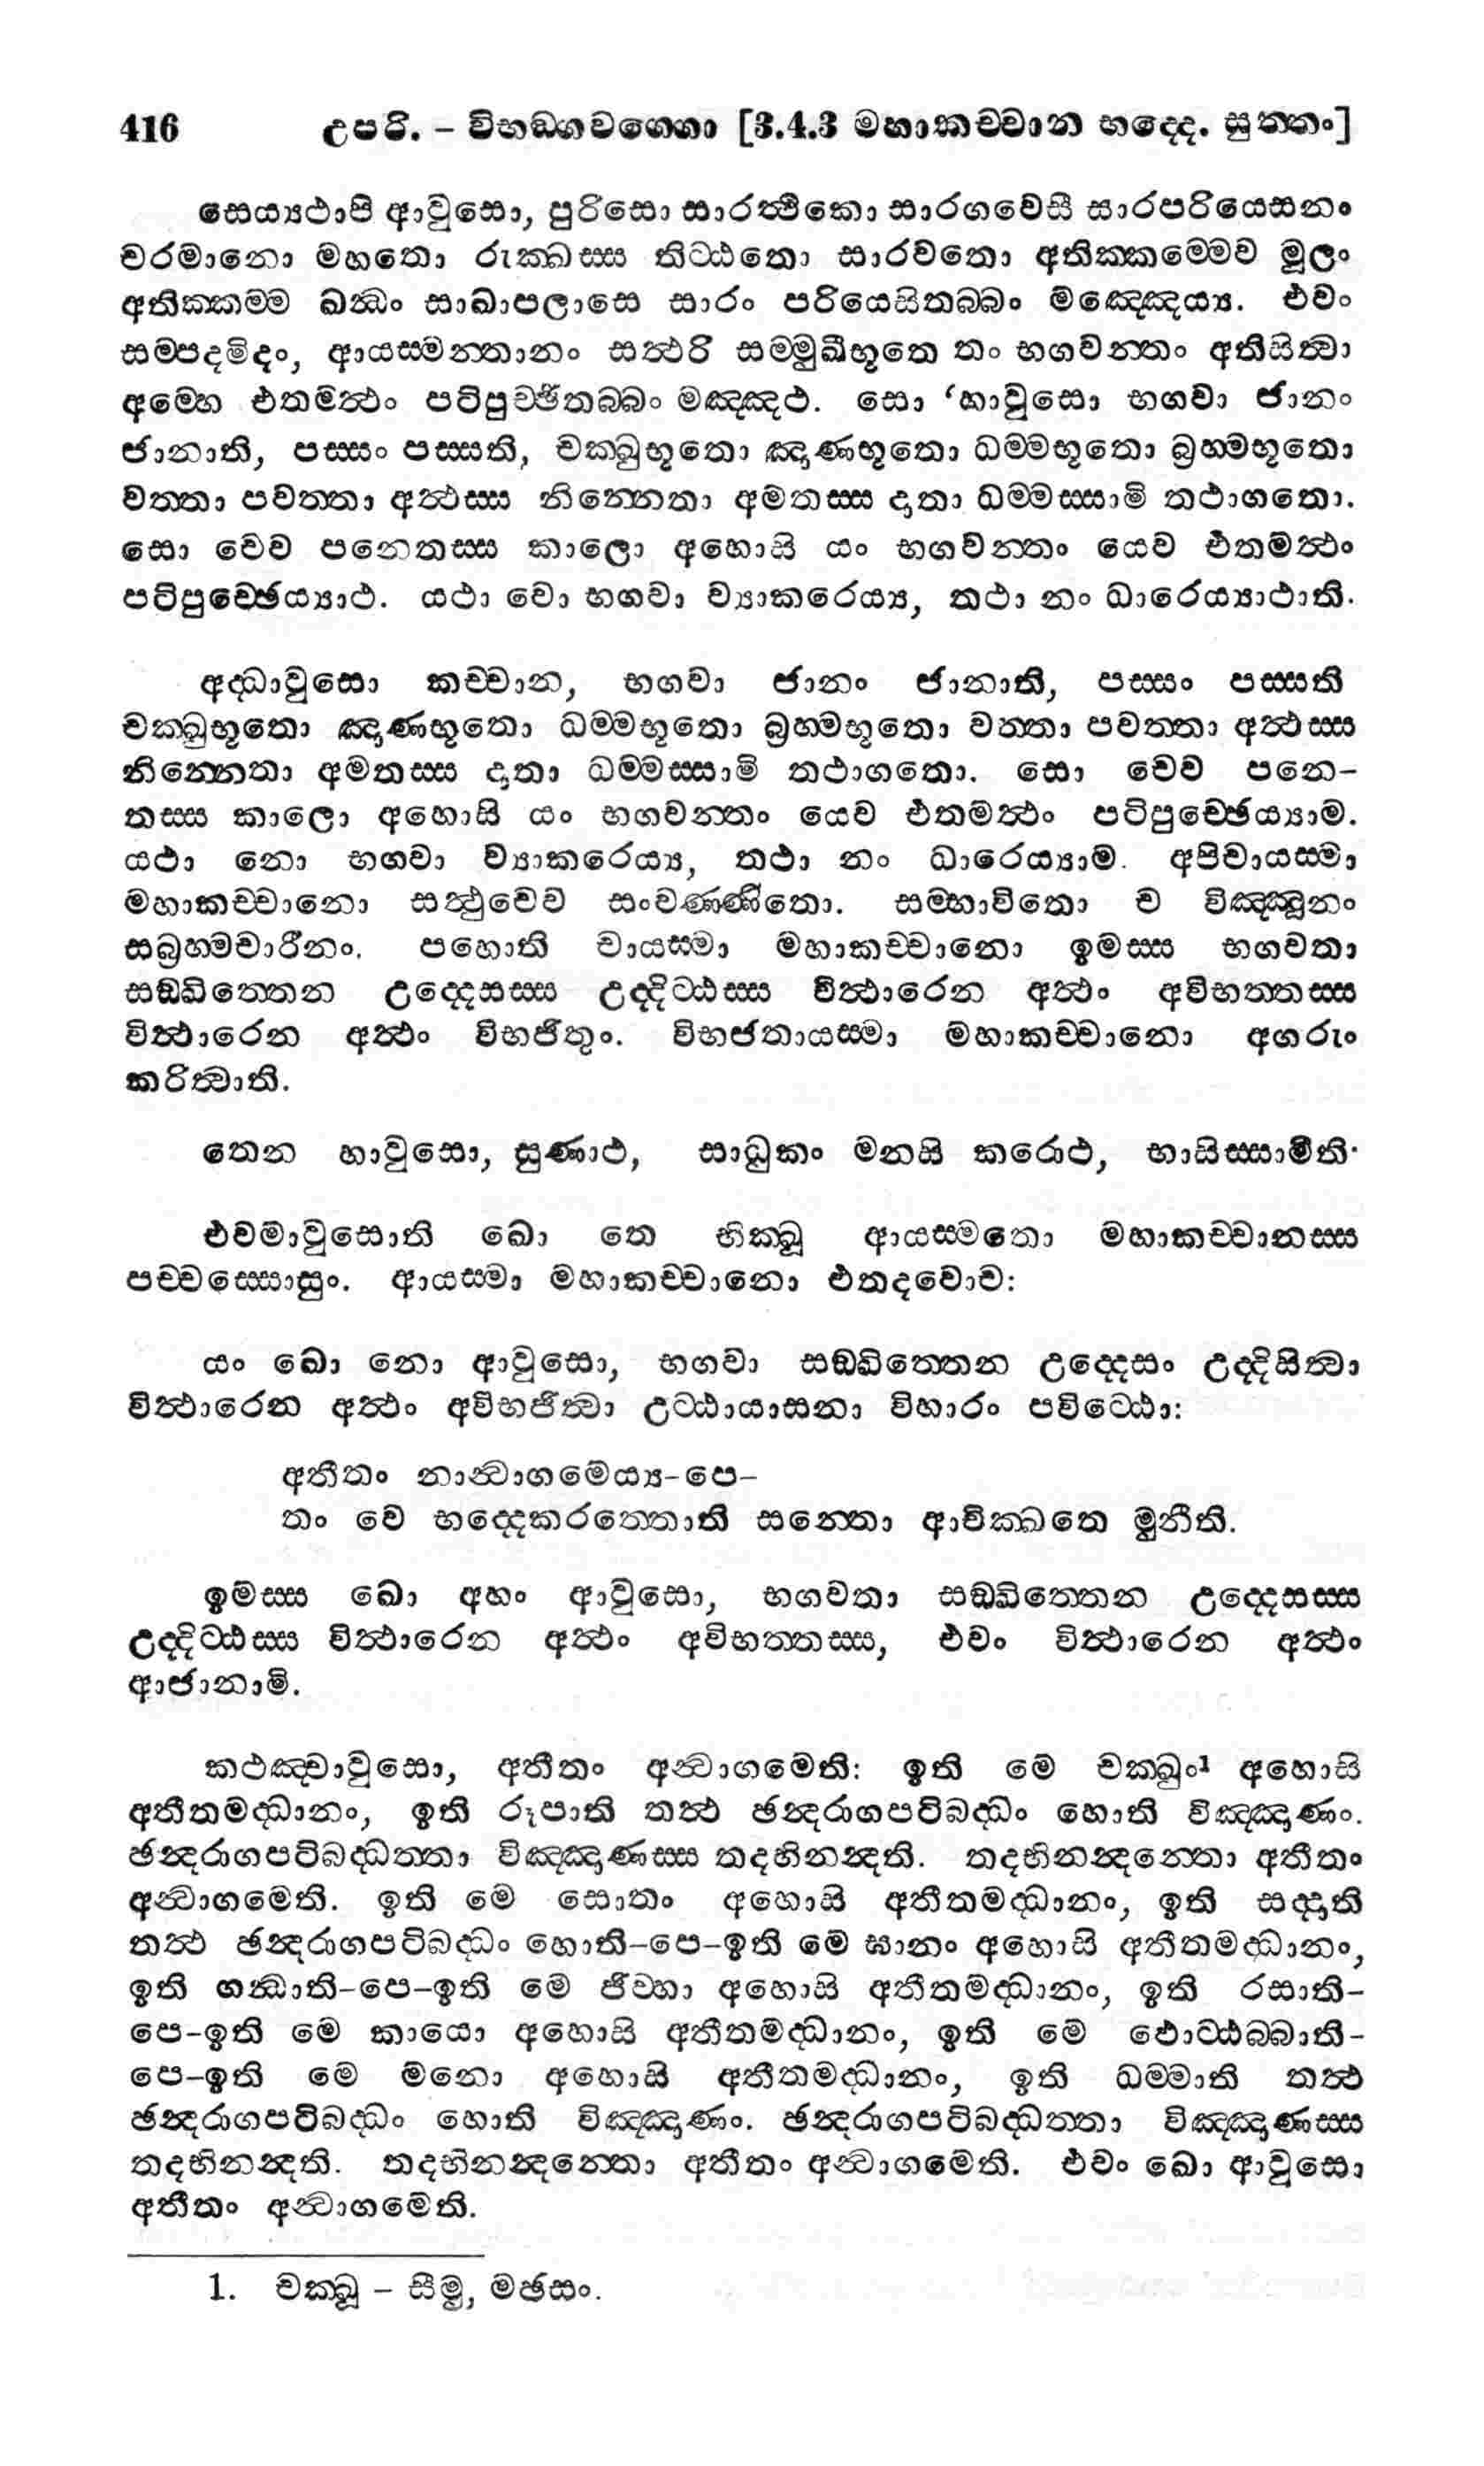 416 උපරි. – විභඞ්ගවග්ගො [3.4.3 මහාකච්චාන භද්දෙ. සුත්තං]
සෙය්‍යථාපි ආවුසො, පුරිසො සාරත්ථිකො සාරගවෙසී සාරපරියෙසනං
චරමානො මහතො රුක්ඛස්ස තිට්ඨතො සාරවතො අතික්කම්මෙව මූලං
අතික්කම්ම ඛන්ධං සාඛාපලාසෙ සාරං පරියෙසිතබ්බං මඤ්ඤෙය්‍ය. එවං
සම්පදමිදං, ආයස්මන්තානං සත්ථරි සම්මුඛීභූතෙ තං භගවන්තං අතිසිත්වා
අම්හෙ එතමත්ථං පටිපුච්ඡිතබ්බං මඤ්ඤථ. සො ‘හාවුසො භගවා ජානං
ජානාති, පස්සං පස්සති, චක්ඛුභූතො ඤාණභූතො ධම්මභූතො බ්‍රහ්මභූතො
වත්තා පවත්තා අත්ථස්ස නින්නෙතා අමතස්ස දාතා ධම්මස්සාමි තථාගතො.
සො චෙව පනෙතස්ස කාලො අහොසි යං භගවන්තං යෙව එතමත්ථං
පටිපුච්ඡෙය්‍යාථ. යථා වො භගවා ව්‍යාකරෙය්‍ය, තථා නං ධාරෙය්‍යාථාති.
අද්ධාවුසො කච්චාන, භගවා ජානං ජානාති, පස්සං පස්සති
චක්ඛුභූතො ඤාණභූතො ධම්මභූතො බ්‍රහ්මභූතො වත්තා පවත්තා අත්ථස්ස
නින්නෙතා අමතස්ස දාතා ධම්මස්සාමි තථාගතො. සො චෙව පනෙ-
තස්ස කාලො අහොසි යං භගවන්තං යෙව එතමත්ථං පටිපුච්ඡෙය්‍යාම.
යථා නො භගවා ව්‍යාකරෙය්‍ය, තථා නං ධාරෙය්‍යාම. අපිචායස්මා
මහාකච්චානො සත්ථුචෙව සංවණ්ණිතො. සම්භාවිතො ච විඤ්ඤූනං
සබ්‍රහ්මචාරීනං. පහොති චායස්මා මහාකච්චානො ඉමස්ස භගවතා
සඞ්ඛිත්තෙන උද්දෙසස්ස උද්දිට්ඨස්ස විත්ථාරෙන අත්ථං අවිභත්තස්ස
විත්ථාරෙන අත්ථං විභජිතුං. විභජතායස්මා මහාකච්චානො අගරුං
කරිත්වාති.
තෙන හාවුසො, සුණාථ, සාධුකං මනසි කරොථ, භාසිස්සාමීති.
එවමාවුසොති ඛො තෙ භික්ඛූ ආයස්මතො මහාකච්චානස්ස
පච්චස්සොසුං. ආයස්මා මහාකච්චානො එතදවොච:
යං ඛො නො ආවුසො, භගවා සඞ්ඛිත්තෙන උද්දෙසං උද්දිසිත්වා
විත්ථාරෙන අත්ථං අවිභජිත්වා උට්ඨායාසනා විහාරං පවිට්ඨො:
අතීතං නාන්වාගමෙය්‍ය-පෙ-
තං වෙ භද්දෙකරත්තොති සන්තො ආචික්ඛතෙ මුනීති.
ඉමස්ස ඛො අහං ආවුසො, භගවතා සඞ්ඛිත්තෙන උද්දෙසස්ස
උද්දිට්ඨස්ස විත්ථාරෙන අත්ථං අවිභත්තස්ස, එවං විත්ථාරෙන අත්ථං
ආජානාමි.
කථඤ්චාවුසො, අතීතං අන්වාගමෙති: ඉති මෙ චක්ඛුං¹ අහොසි
අතීතමද්ධානං, ඉති රූපාති තත්ථ ඡන්දරාගපටිබද්ධං හොති විඤ්ඤාණං.
ඡන්දරාගපටිබද්ධත්තා විඤ්ඤාණස්ස තදභිනන්දති. තදභිනන්දන්තො අතීතං
අන්වාගමෙති. ඉති මෙ සොතං අහොසි අතීතමද්ධානං, ඉති සද්දාති
තත්ථ ඡන්දරාගපටිබද්ධං හොති-පෙ-ඉති මෙ ඝානං අහොසි අතීතමද්ධානං,
ඉති ගන්ධාති-පෙ-ඉති මෙ ජිව්හා අහොසි අතීතමද්ධානං, ඉති රසාති-
පෙ-ඉති මෙ කායො අහොසි අතීතමද්ධානං, ඉති මෙ ඵොට්ඨබ්බාති-
පෙ-ඉති මෙ මනො අහොසි අතීතමද්ධානං, ඉති ධම්මාති තත්ථ
ඡන්දරාගපටිබද්ධං හොති විඤ්ඤාණං. ඡන්දරාගපටිබද්ධත්තා විඤ්ඤාණස්ස
තදභිනන්දති. තදභිනන්දන්තො අතීතං අන්වාගමෙති. එවං ඛො ආවුසො
අතීතං අන්වාගමෙති.
1. චක්ඛූ – සීමු, මඡසං.